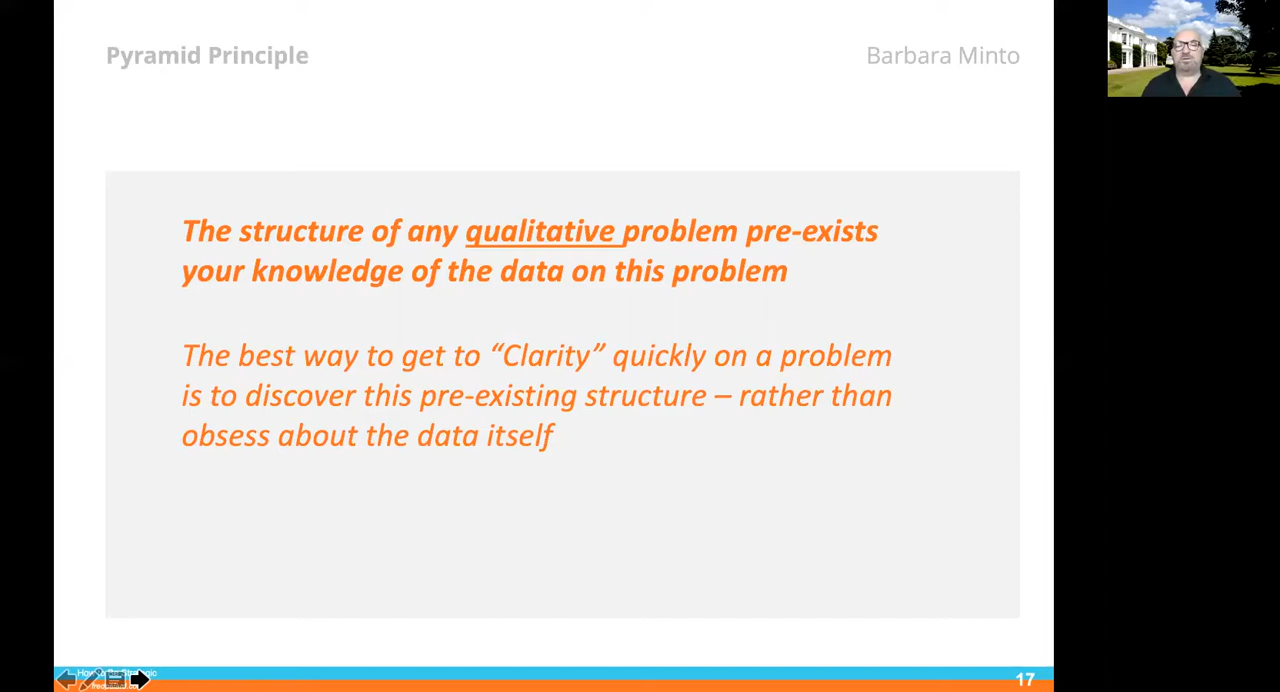 Pyramid Principle
Barbara Minto
The structure of any qualitative problem pre-exists
your knowledge of the data on this problem
The best way to get to “Clarity” quickly on a problem
is to discover this pre-existing structure – rather than
obsess about the data itself
17